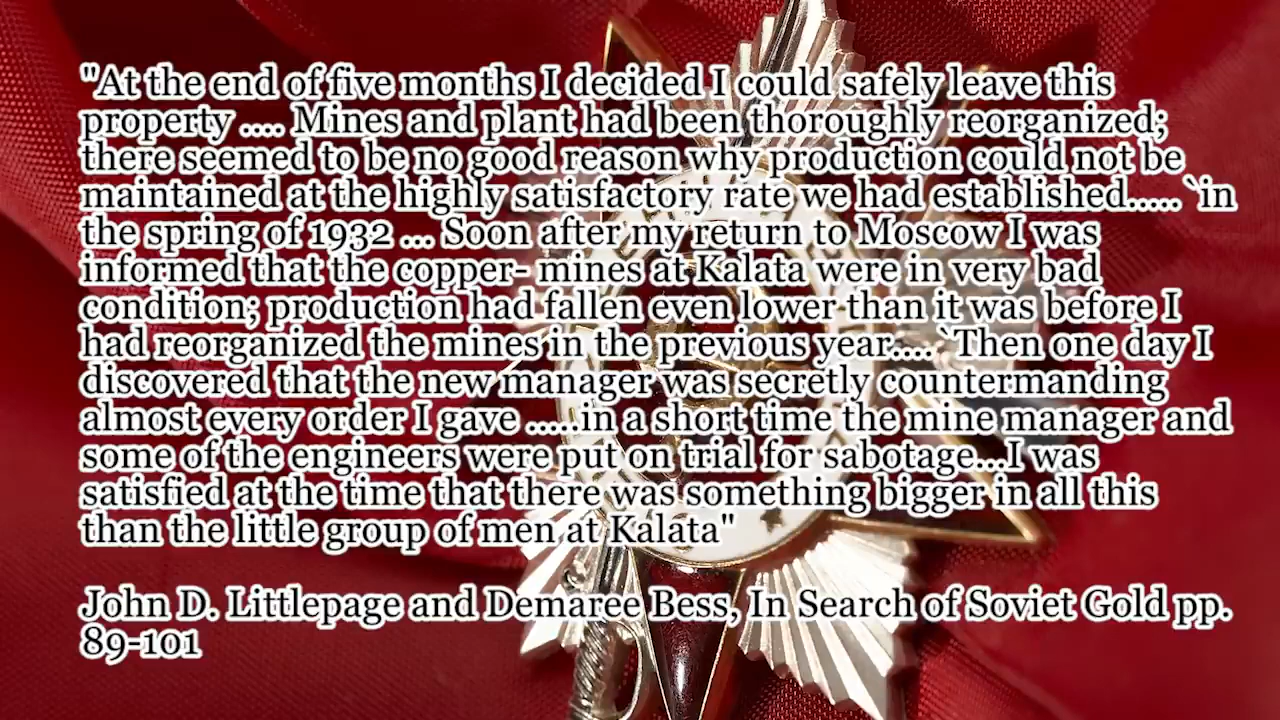 "At the end of five months I decided I could safely leave this
property .... Mines and plant had been thoroughly reorganized;
there seemed to be no good reason why production could not be
maintained at the highly satisfactory rate we had established..... `in
the spring of 1932 ... Soon after my return to Moscow I was
informed that the copper- mines at Kalata were in very bad
condition; production had fallen even lower than it was before I
had reorganized the mines in the previous year....`Then one day I
discovered that the new manager was secretly countermanding
almost every order I gave .....in a short time the mine manager and
some of the engineers were put on trial for sabotage...I was
satisfied at the time that there was something bigger in all this
than the little group of men at Kalata"
John D. Littlepage and Demaree Bess, In Search of Soviet Gold pp.
89-101